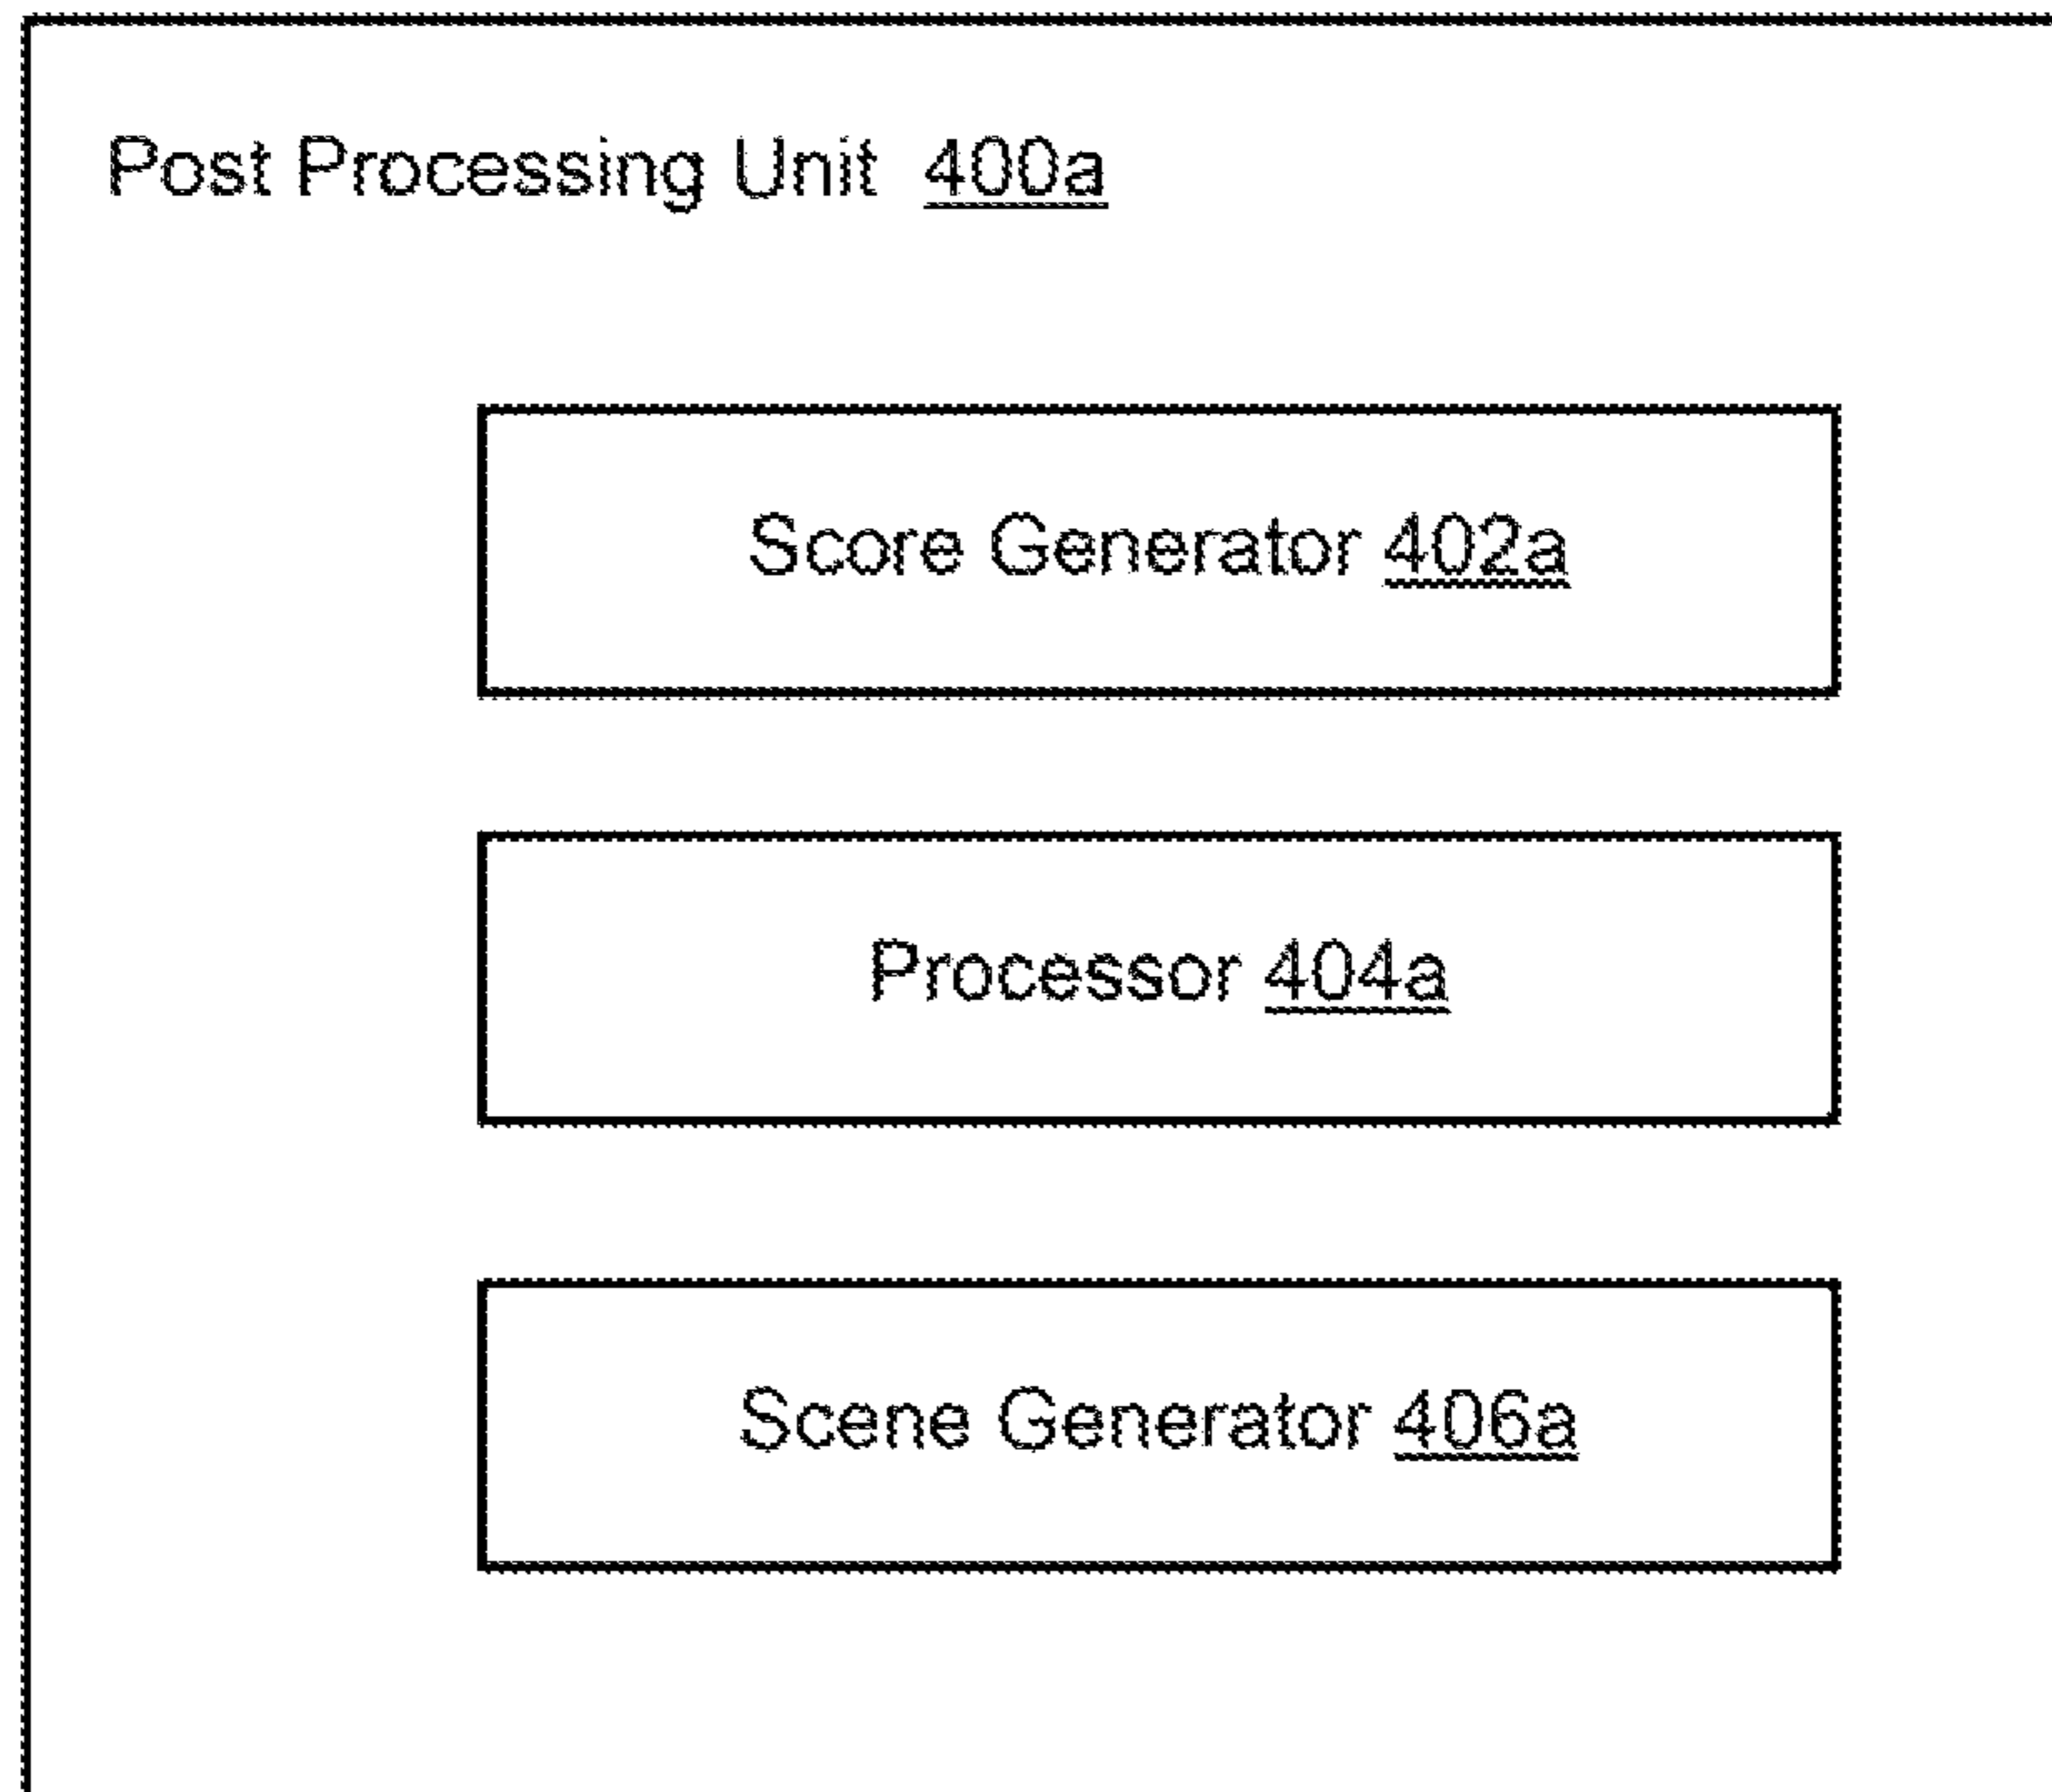 Post Processing Unit 400a
Score Generator 402a
Processor 404a
Scene Generator 406a